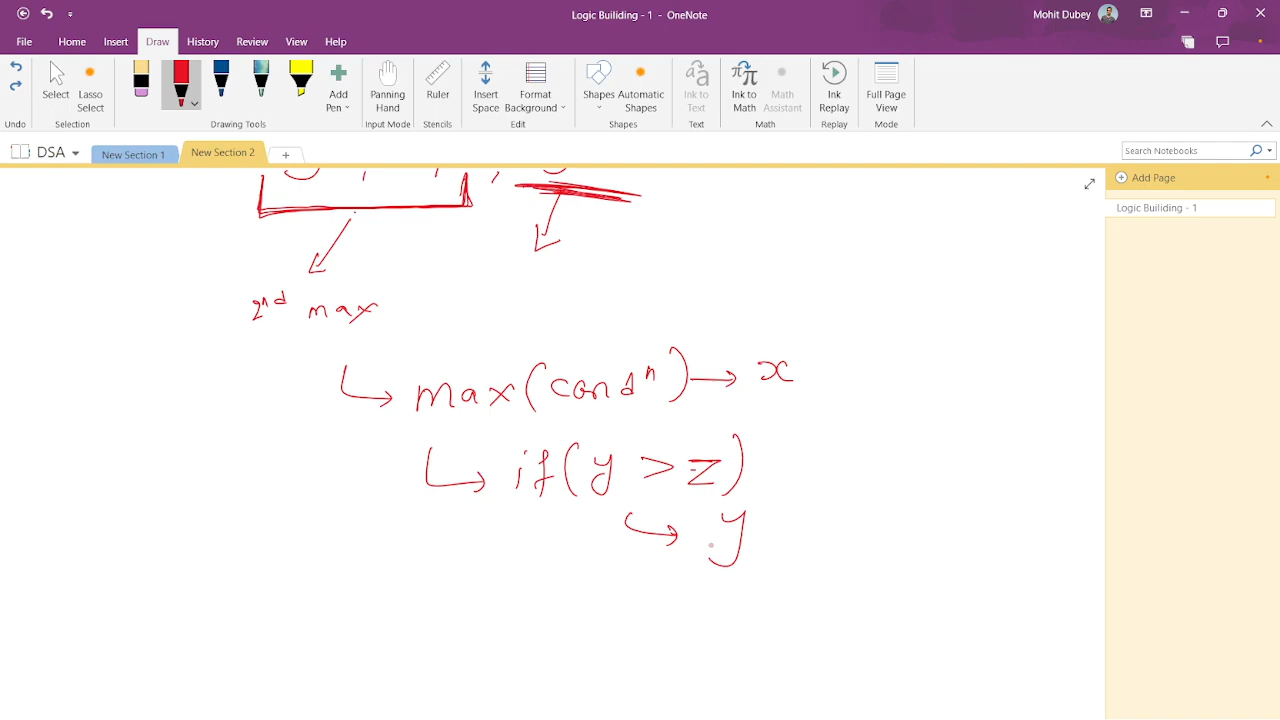 Logic Builiding - 1 - OneNote
Mohit Dubey
File Home Insert Draw History Review View Help
Undo
Select
Lasso Select
Add Pen
Panning Hand
Ruler
Insert Space
Format Background
Shapes
Automatic Shapes
Ink to Text
Ink to Math
Math Assistant
Ink Replay
Full Page View
Undo Selection Drawing Tools Input Mode Stencils Edit Shapes Text Math Replay Mode
DSA New Section 1 New Section 2 Search Notebooks
Add Page
Logic Builiding - 1
2nd max
max(condn) → x
if(y > z)
y